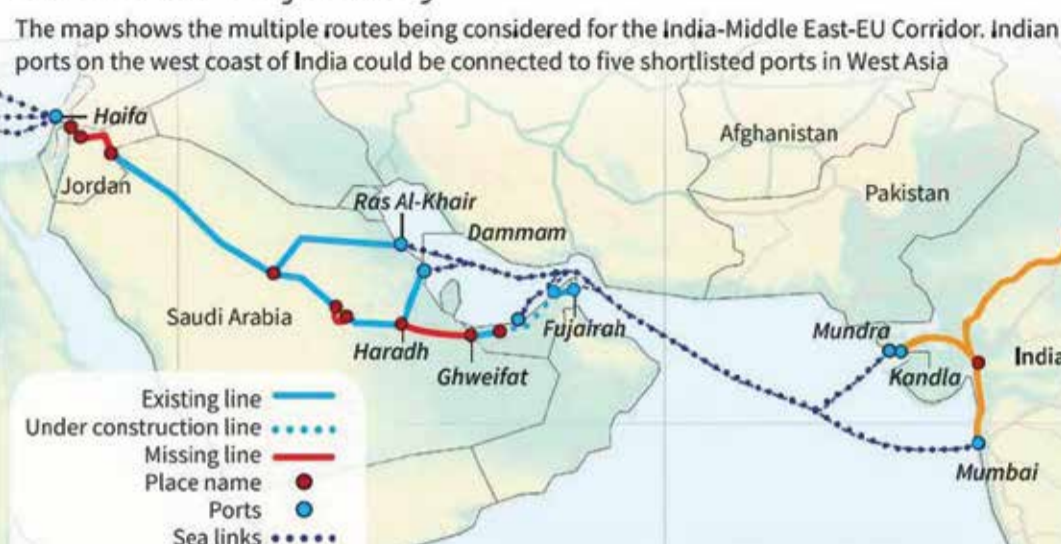 The map shows the multiple routes being considered for the India-Middle East-EU Corridor. Indian
ports on the west coast of India could be connected to five shortlisted ports in West Asia
Haifa
Afghanistan
Jordan
Pakistan
Ras Al-Khair
Dammam
Saudi Arabia
Fujairah
Mundra
Haradh
India
Ghweifat
Kandla
Existing line
Under construction line
Missing line
Place name
Mumbai
Ports
Sea links